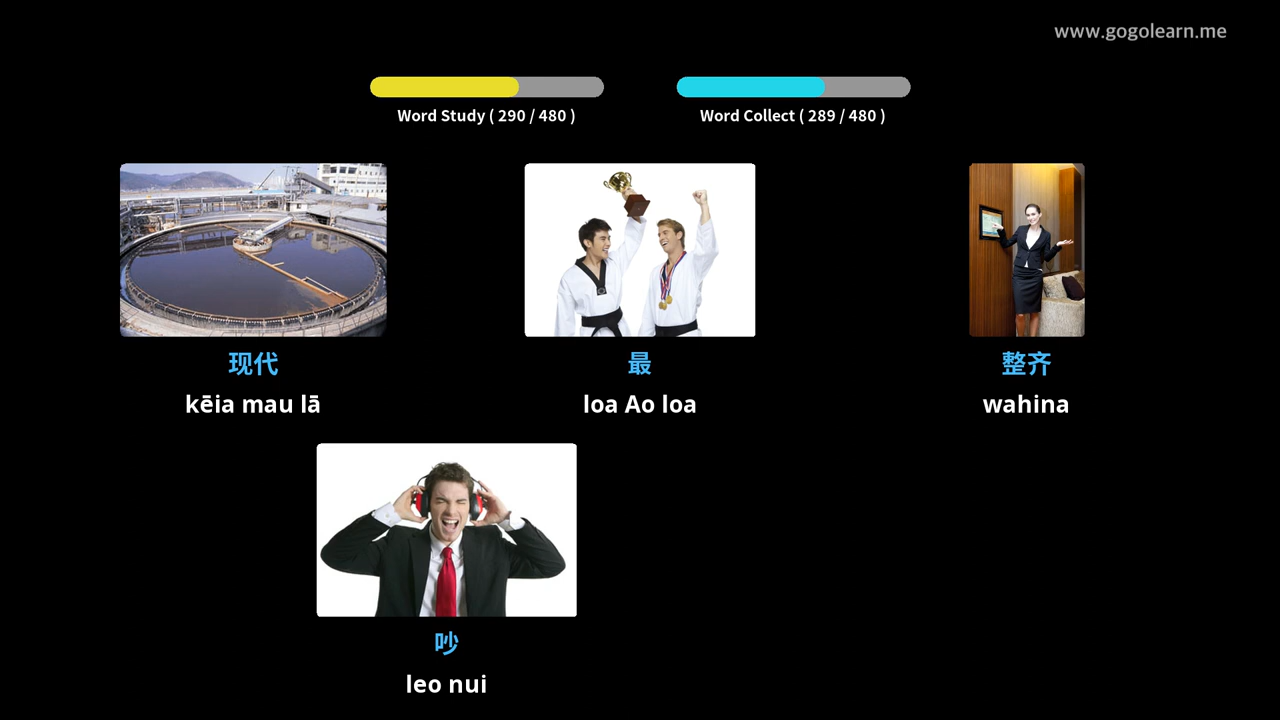 www.gogolearn.me
Word Study ( 290 / 480 )
Word Collect ( 289 / 480 )
现代
kēia mau lā
最
loa Ao loa
整齐
wahina
吵
leo nui